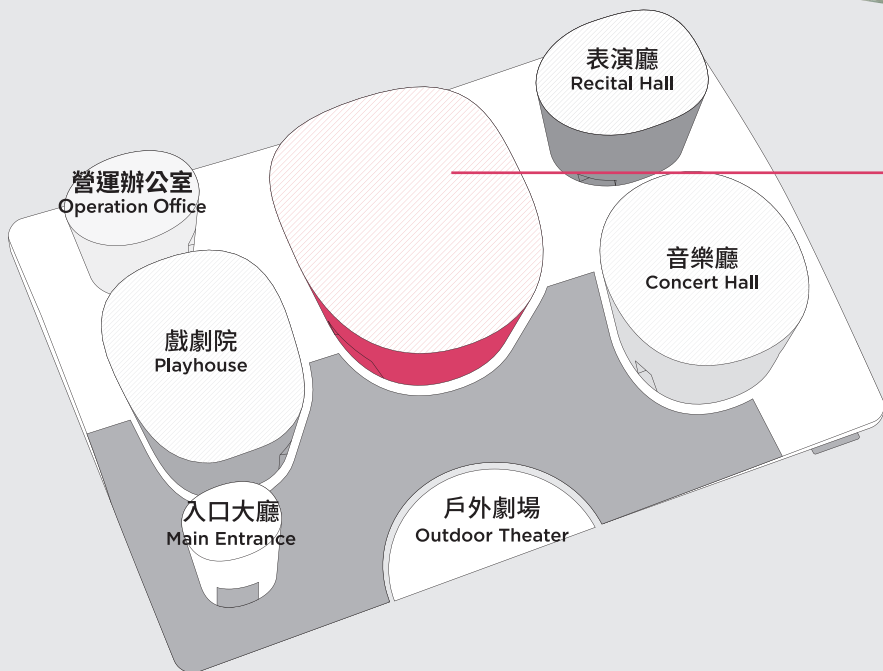 表演廳
Recital Hall
營運辦公室
Operation Office
音樂廳
Concert Hall
戲劇院
Playhouse
入口大廳
Main Entrance
戶外劇場
Outdoor Theater